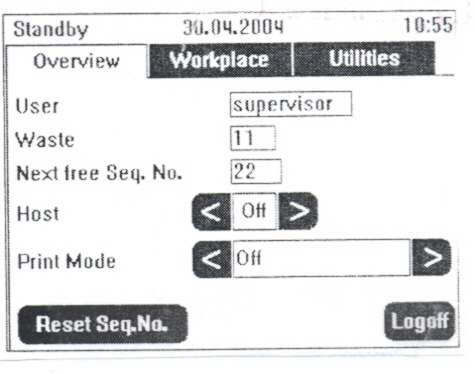 Standby 30.04.2004 10:55
Overview Workplace Utilities
User supervisor
Waste 11
Next free Seq. No. 22
Host < Off >
Print Mode < Off >
Reset Seq.No. Logoff